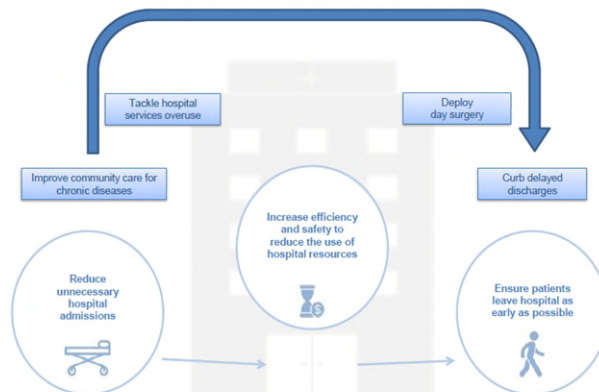 Tackle hospital
services overuse
Deploy
day surgery
Improve community care for
chronic diseases
Curb delayed
discharges
Increase efficiency
and safety to
reduce the use of
hospital resources
Reduce
unnecessary
hospital
admissions
Ensure patients
leave hospital as
early as possible
$